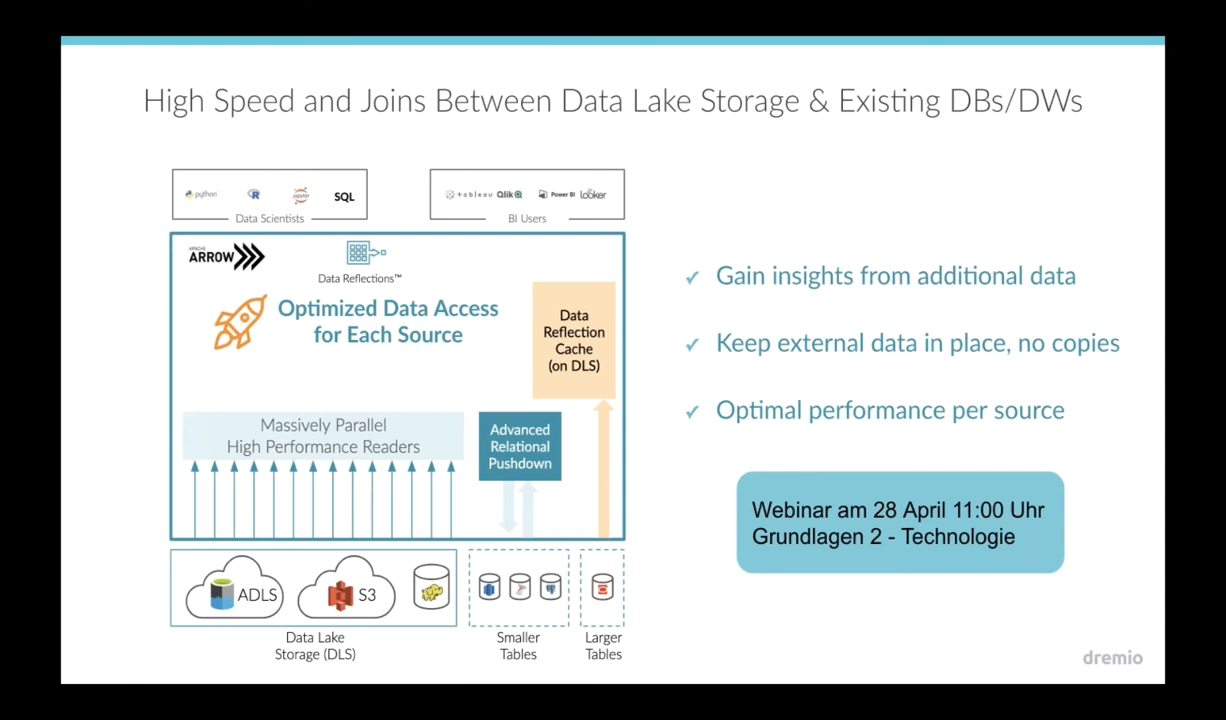 High Speed and Joins Between Data Lake Storage & Existing DBs/DWs
python
R
jupyter
SQL
Data Scientists
+ a b l e a u
Qlik
Power BI
looker
BI Users
APACHE
ARROW
Data Reflections™
Optimized Data Access
for Each Source
Data
Reflection
Cache
(on DLS)
Massively Parallel
High Performance Readers
Advanced
Relational
Pushdown
ADLS
S3
Data Lake
Storage (DLS)
Smaller
Tables
Larger
Tables
✓ Gain insights from additional data
✓ Keep external data in place, no copies
✓ Optimal performance per source
Webinar am 28 April 11:00 Uhr
Grundlagen 2 - Technologie
dremio